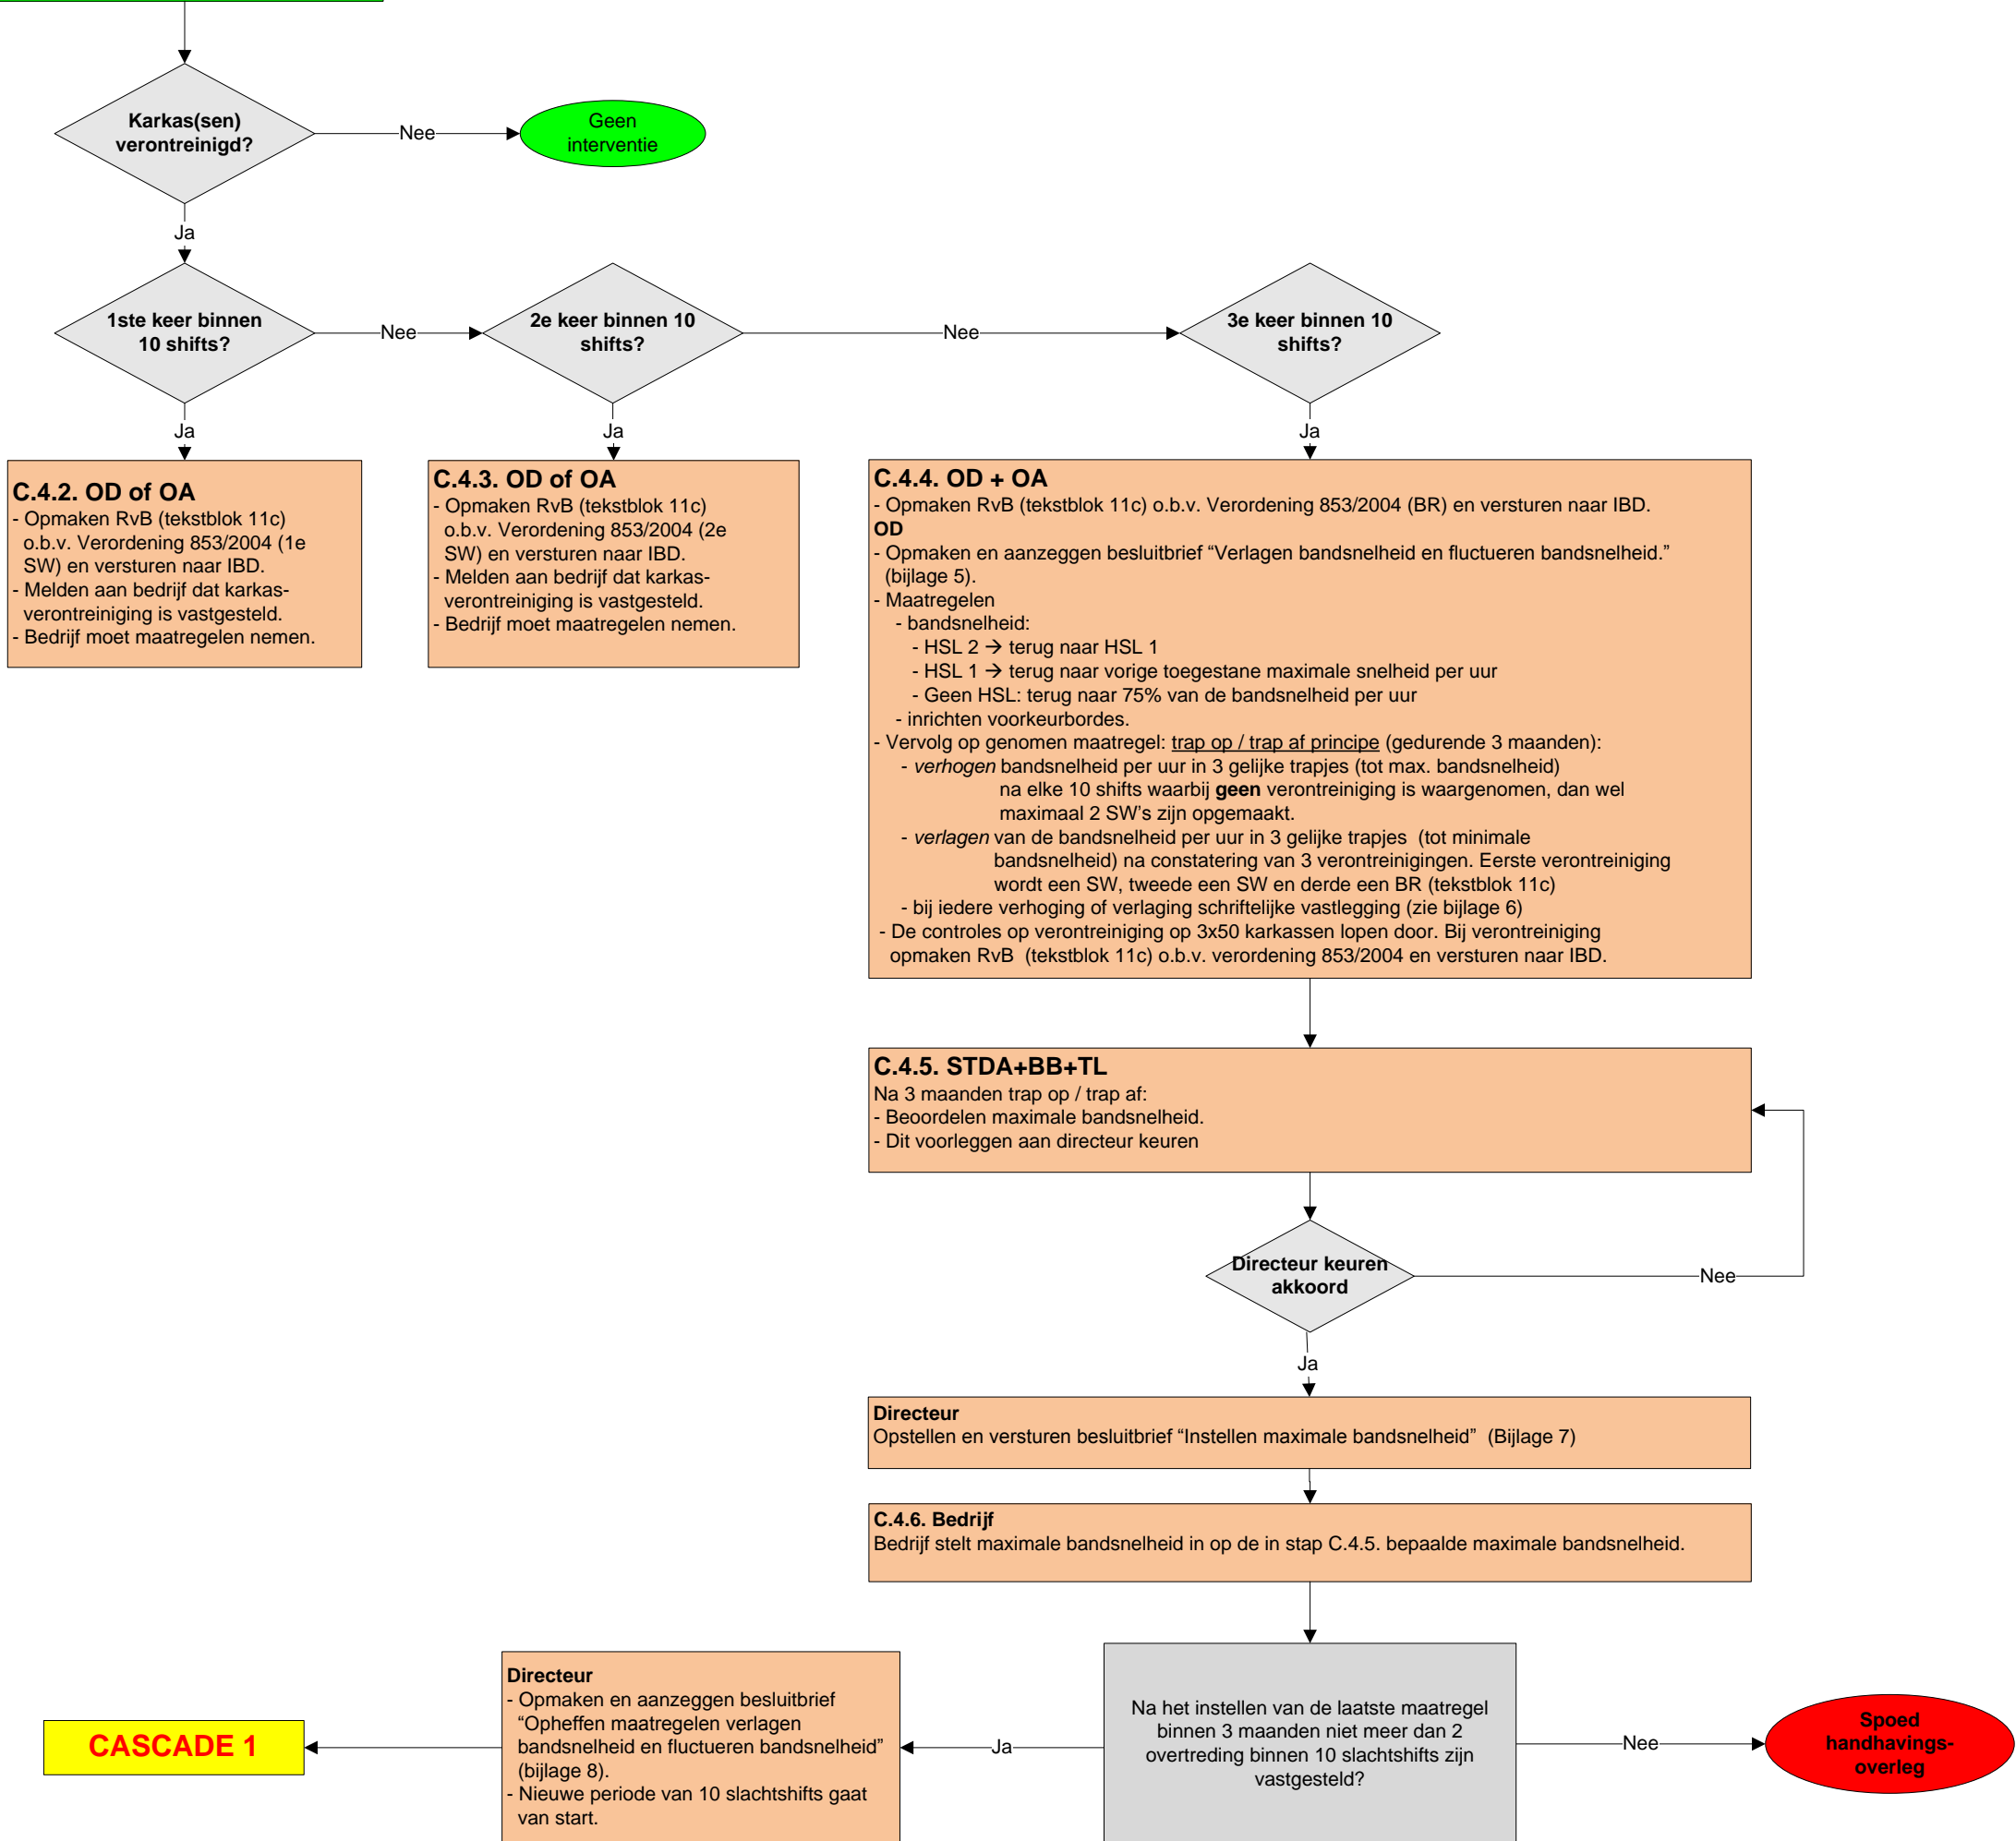 Karkas(sen)
verontreinigd?
Nee
Geen
interventie
Ja
1ste keer binnen
10 shifts?
Nee
2e keer binnen 10
shifts?
Nee
3e keer binnen 10
shifts?
Ja
Ja
Ja
C.4.2. OD of OA
- Opmaken RvB (tekstblok 11c)
o.b.v. Verordening 853/2004 (1e
SW) en versturen naar IBD.
- Melden aan bedrijf dat karkas-
verontreiniging is vastgesteld.
- Bedrijf moet maatregelen nemen.
C.4.3. OD of OA
- Opmaken RvB (tekstblok 11c)
o.b.v. Verordening 853/2004 (2e
SW) en versturen naar IBD.
- Melden aan bedrijf dat karkas-
verontreiniging is vastgesteld.
- Bedrijf moet maatregelen nemen.
C.4.4. OD + OA
- Opmaken RvB (tekstblok 11c) o.b.v. Verordening 853/2004 (BR) en versturen naar IBD.
OD
- Opmaken en aanzeggen besluitbrief “Verlagen bandsnelheid en fluctueren bandsnelheid.”
(bijlage 5).
- Maatregelen
- bandsnelheid:
- HSL 2 → terug naar HSL 1
- HSL 1 → terug naar vorige toegestane maximale snelheid per uur
- Geen HSL: terug naar 75% van de bandsnelheid per uur
- inrichten voorkeurbordes.
- Vervolg op genomen maatregel: trap op / trap af principe (gedurende 3 maanden):
- verhogen bandsnelheid per uur in 3 gelijke trapjes (tot max. bandsnelheid)
na elke 10 shifts waarbij geen verontreiniging is waargenomen, dan wel
maximaal 2 SW’s zijn opgemaakt.
- verlagen van de bandsnelheid per uur in 3 gelijke trapjes (tot minimale
bandsnelheid) na constatering van 3 verontreinigingen. Eerste verontreiniging
wordt een SW, tweede een SW en derde een BR (tekstblok 11c)
- bij iedere verhoging of verlaging schriftelijke vastlegging (zie bijlage 6)
- De controles op verontreiniging op 3x50 karkassen lopen door. Bij verontreiniging
opmaken RvB (tekstblok 11c) o.b.v. verordening 853/2004 en versturen naar IBD.
C.4.5. STDA+BB+TL
Na 3 maanden trap op / trap af:
- Beoordelen maximale bandsnelheid.
- Dit voorleggen aan directeur keuren
Directeur keuren
akkoord
Nee
Ja
Directeur
Opstellen en versturen besluitbrief “Instellen maximale bandsnelheid” (Bijlage 7)
C.4.6. Bedrijf
Bedrijf stelt maximale bandsnelheid in op de in stap C.4.5. bepaalde maximale bandsnelheid.
Na het instellen van de laatste maatregel
binnen 3 maanden niet meer dan 2
overtreding binnen 10 slachtshifts zijn
vastgesteld?
Nee
Spoed
handhavings-
overleg
Ja
Directeur
- Opmaken en aanzeggen besluitbrief
“Opheffen maatregelen verlagen
bandsnelheid en fluctueren bandsnelheid”
(bijlage 8).
- Nieuwe periode van 10 slachtshifts gaat
van start.
CASCADE 1